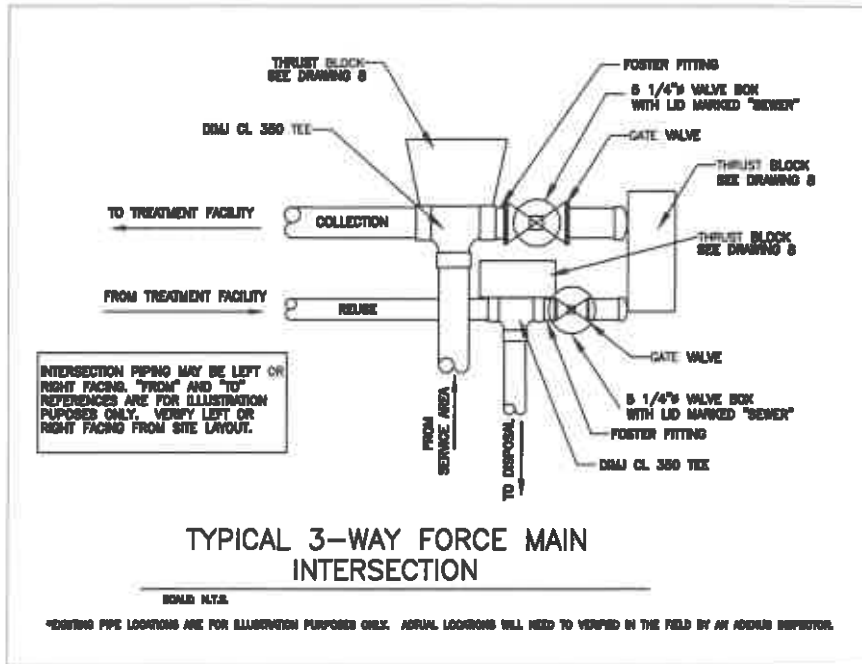 THRUST BLOCK
SEE DRAWING 8
DIMJ CL 350 TEE
FOSTER FITTING
5 1/4"ø VALVE BOX
WITH LID MARKED "SEWER"
GATE VALVE
THRUST BLOCK
SEE DRAWING 8
TO TREATMENT FACILITY
COLLECTION
THRUST BLOCK
SEE DRAWING 8
FROM TREATMENT FACILITY
REUSE
GATE VALVE
INTERSECTION PIPING MAY BE LEFT OR
RIGHT FACING. "FROM" AND "TO"
REFERENCES ARE FOR ILLUSTRATION
PUPOSES ONLY. VERIFY LEFT OR
RIGHT FACING FROM SITE LAYOUT.
FROM
SERVICE AREA
TO DISPOSAL
5 1/4"ø VALVE BOX
WITH LID MARKED "SEWER"
FOSTER FITTING
DIMJ CL 350 TEE
TYPICAL 3-WAY FORCE MAIN
INTERSECTION
SCALE: N.T.S.
*EXISTING PIPE LOCATIONS ARE FOR ILLUSTRATION PURPOSES ONLY. ACTUAL LOCATIONS WILL NEED TO VERIFIED IN THE FIELD BY AN ADENUS INSPECTOR.